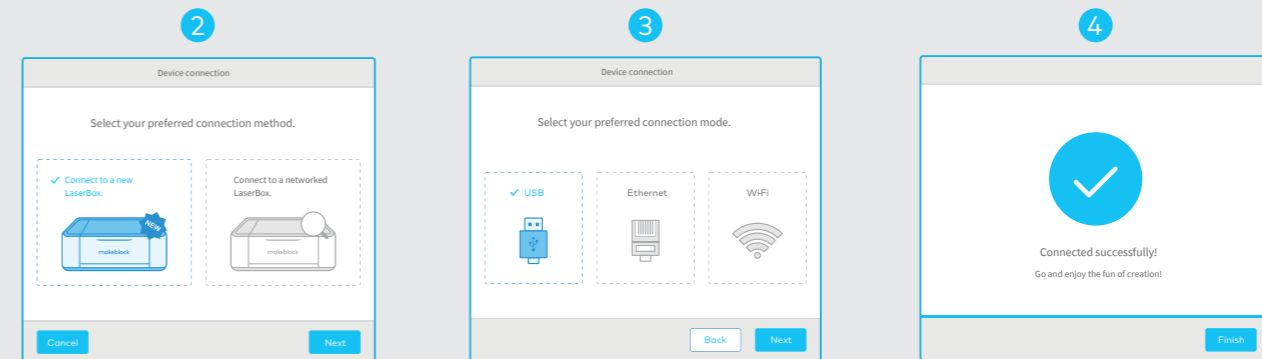 2
Device connection
Select your preferred connection method.
Connect to a new
LaserBox.
NEW
makeblock
Connect to a networked
LaserBox.
makeblock
Cancel
Next
3
Device connection
Select your preferred connection mode.
USB
Ethernet
WiFi
Back
Next
4
Connected successfully!
Go and enjoy the fun of creation!
Finish